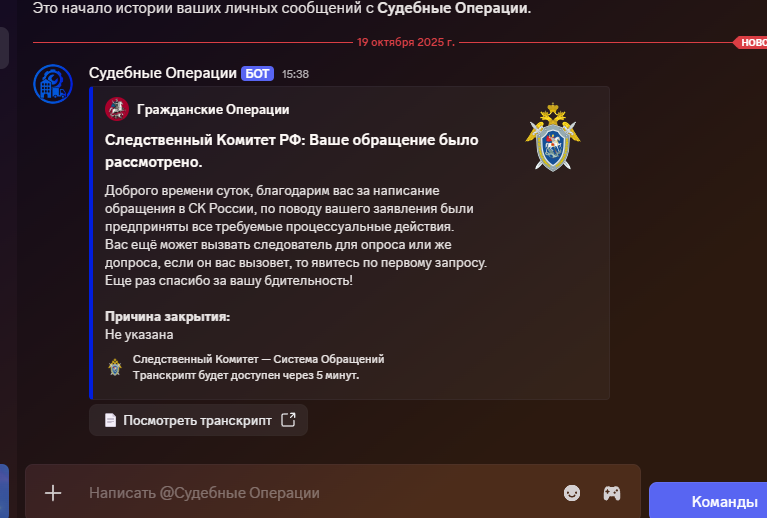 Это начало истории ваших личных сообщений с Судебные Операции.
19 октября 2025 г.
НОВО
Судебные Операции БОТ 15:38
Гражданские Операции
Следственный Комитет РФ: Ваше обращение было
рассмотрено.
Доброго времени суток, благодарим вас за написание
обращения в СК России, по поводу вашего заявления были
предприняты все требуемые процессуальные действия.
Вас ещё может вызвать следователь для опроса или же
допроса, если он вас вызовет, то явитесь по первому запросу.
Еще раз спасибо за вашу бдительность!
Причина закрытия:
Не указана
Следственный Комитет — Система Обращений
Транскрипт будет доступен через 5 минут.
Посмотреть транскрипт
Написать @Судебные Операции
Команды